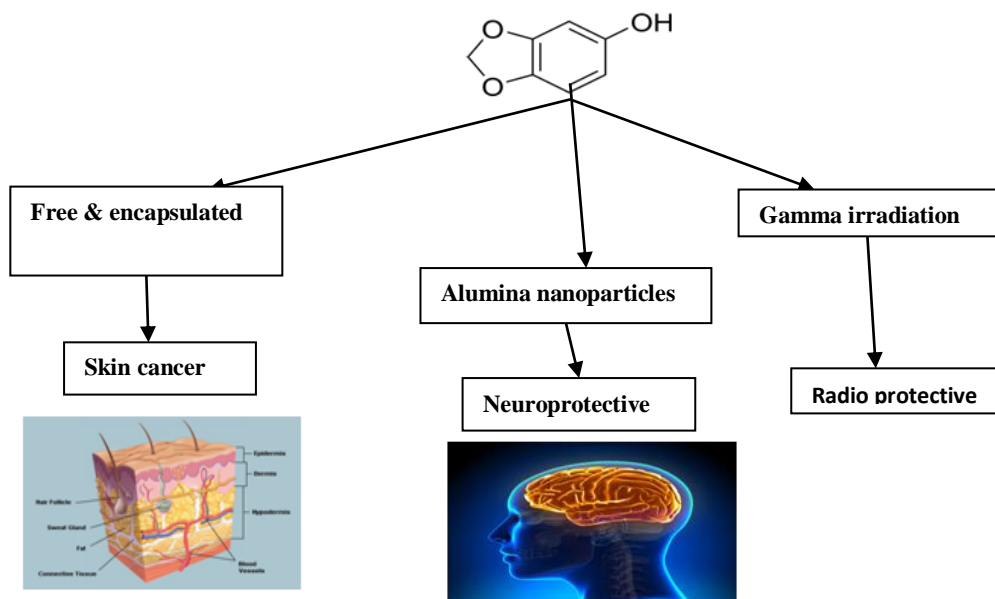 O
O
OH
Free & encapsulated
Gamma irradiation
Alumina nanoparticles
Skin cancer
Neuroprotective
Radio protective
Epidermis
Dermis
Hair Follicle
Hypodermis
Sweat Gland
Fat
Connective Tissue
Blood
Vessels